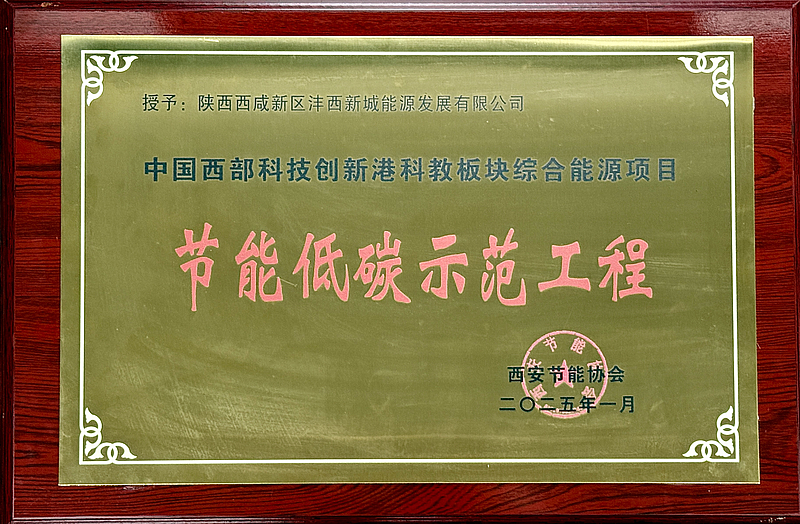 授予：陕西西咸新区沣西新城能源发展有限公司
中国西部科技创新港科教板块综合能源项目
节能低碳示范工程
西安节能协会
二〇二五年一月